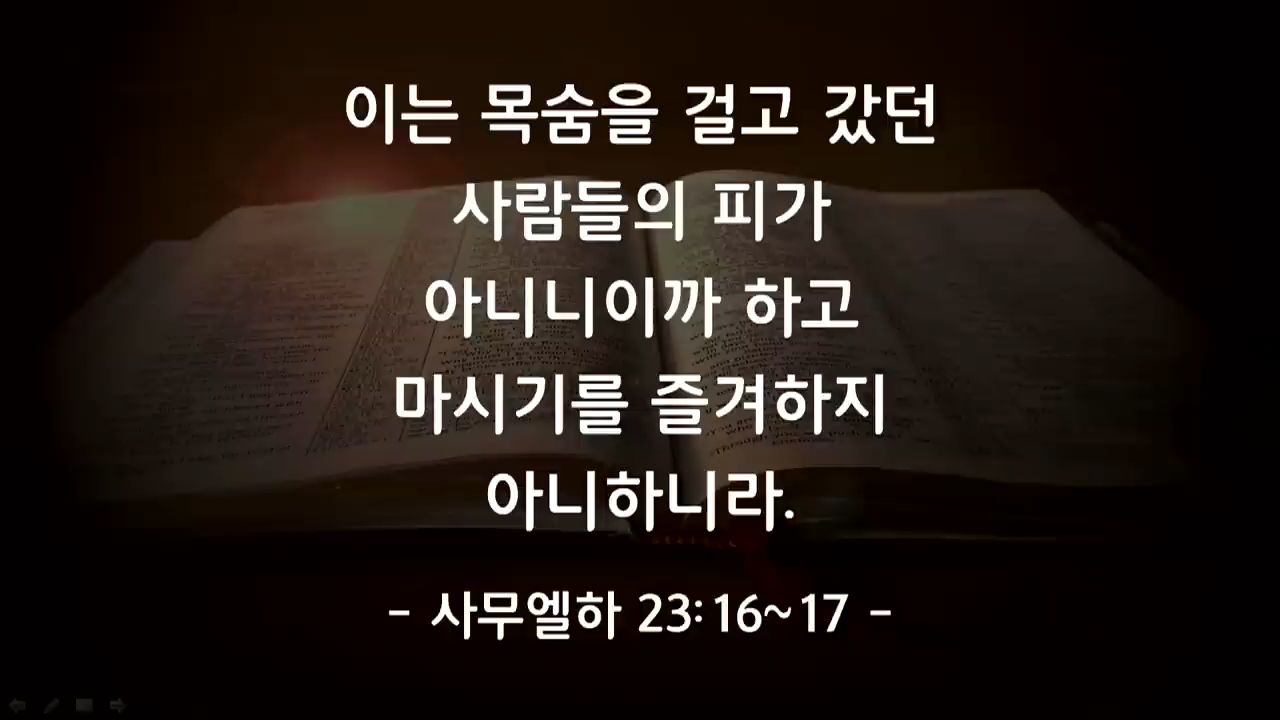 이는 목숨을 걸고 갔던
사람들의 피가
아니니이까 하고
마시기를 즐겨하지
아니하니라.
- 사무엘하 23:16~17 -